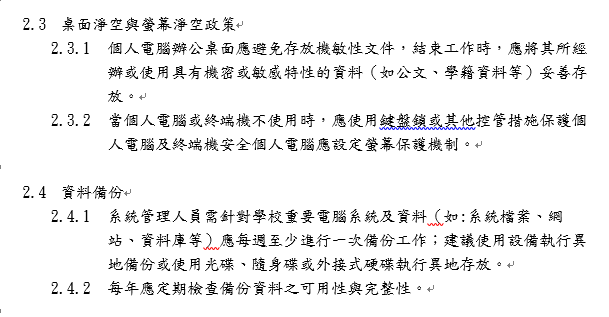 2.3 桌面淨空與螢幕淨空政策
2.3.1 個人電腦辦公桌面應避免存放機敏性文件，結束工作時，應將其所經
辦或使用具有機密或敏感特性的資料（如公文、學籍資料等）妥善存
放。
2.3.2 當個人電腦或終端機不使用時，應使用鍵盤鎖或其他控管措施保護個
人電腦及終端機安全個人電腦應設定螢幕保護機制。
2.4 資料備份
2.4.1 系統管理人員需針對學校重要電腦系統及資料（如:系統檔案、網
站、資料庫等）應每週至少進行一次備份工作；建議使用設備執行異
地備份或使用光碟、隨身碟或外接式硬碟執行異地存放。
2.4.2 每年應定期檢查備份資料之可用性與完整性。